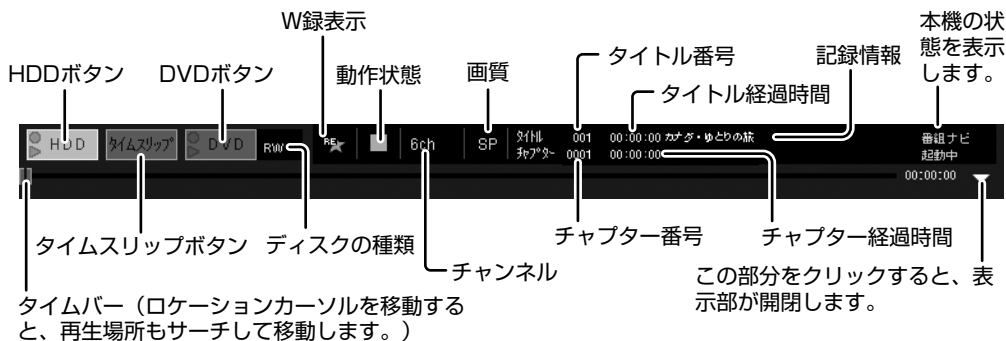 W録表示
本機の状
態を表示
します。
HDDボタン
DVDボタン
動作状態
画質
タイトル番号
記録情報
タイトル経過時間
HDD
タイムスリップ
DVD
RW
RE
6ch
SP
タイトル 001 00:00:00 カナダ・ゆとりの旅
チャプター 0001 00:00:00
番組ナビ
起動中
00:00:00
タイムスリップボタン
ディスクの種類
チャンネル
チャプター番号
チャプター経過時間
タイムバー（ロケーションカーソルを移動する
と、再生場所もサーチして移動します。）
この部分をクリックすると、表
示部が開閉します。